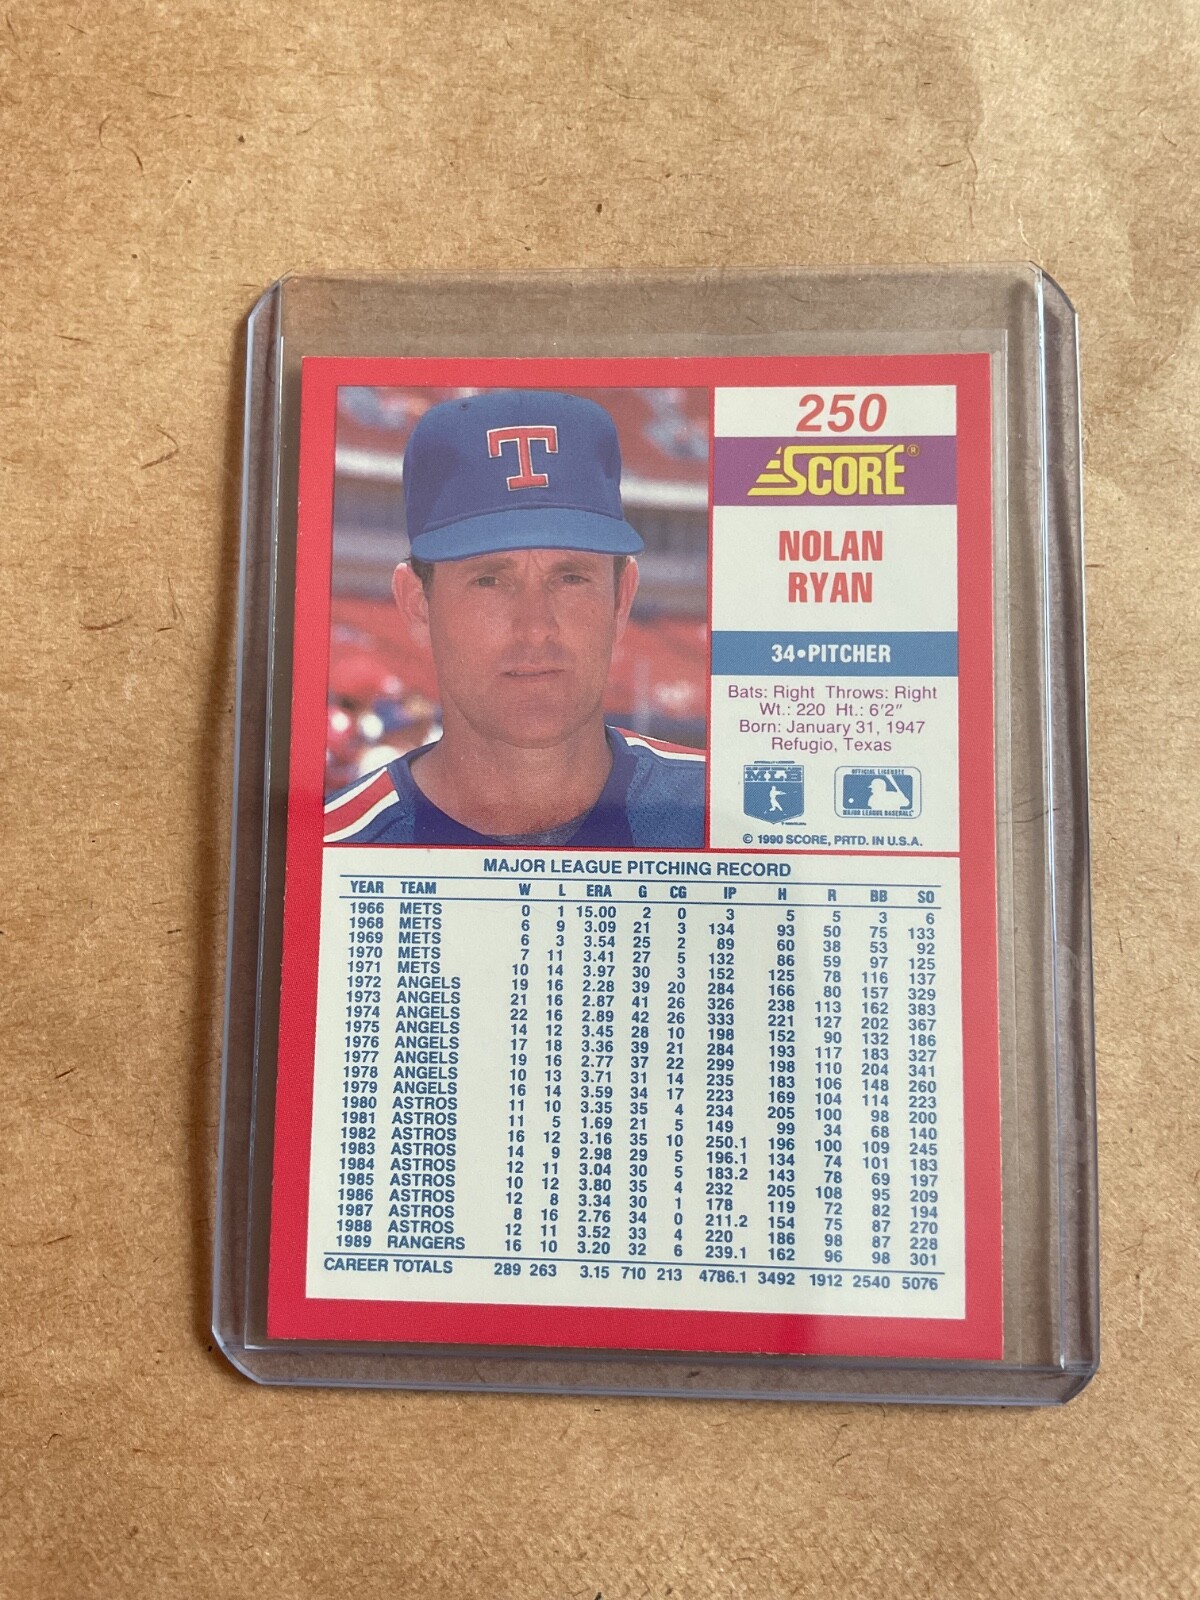 T
250
SCORE®
NOLAN
RYAN
34•PITCHER
Bats: Right Throws: Right
Wt.: 220 Ht.: 6'2"
Born: January 31, 1947
Refugio, Texas
OFFICIALLY LICENSED
MLB
OFFICIAL LICENSEE
MAJOR LEAGUE BASEBALL
© 1990 SCORE, PRTD. IN U.S.A.
MAJOR LEAGUE PITCHING RECORD
YEAR TEAM W L ERA G CG IP H R BB SO
1966 METS 0 1 15.00 2 0 3 5 5 3 6
1968 METS 6 9 3.09 21 3 134 93 50 75 133
1969 METS 6 3 3.54 25 2 89 60 38 53 92
1970 METS 7 11 3.41 27 5 132 86 59 97 125
1971 METS 10 14 3.97 30 3 152 125 78 116 137
1972 ANGELS 19 16 2.28 39 20 284 166 80 157 329
1973 ANGELS 21 16 2.87 41 26 326 238 113 162 383
1974 ANGELS 22 16 2.89 42 26 333 221 127 202 367
1975 ANGELS 14 12 3.45 28 10 198 152 90 132 186
1976 ANGELS 17 18 3.36 39 21 284 193 117 183 327
1977 ANGELS 19 16 2.77 37 22 299 198 110 204 341
1978 ANGELS 10 13 3.71 31 14 235 183 106 148 260
1979 ANGELS 16 14 3.59 34 17 223 169 104 114 223
1980 ASTROS 11 10 3.35 35 4 234 205 100 98 200
1981 ASTROS 11 5 1.69 21 5 149 99 34 68 140
1982 ASTROS 16 12 3.16 35 10 250.1 196 100 109 245
1983 ASTROS 14 9 2.98 29 5 196.1 134 74 101 183
1984 ASTROS 12 11 3.04 30 5 183.2 143 78 69 197
1985 ASTROS 10 12 3.80 35 4 232 205 108 95 209
1986 ASTROS 12 8 3.34 30 1 178 119 72 82 194
1987 ASTROS 8 16 2.76 34 0 211.2 154 75 87 270
1988 ASTROS 12 11 3.52 33 4 220 186 98 87 228
1989 RANGERS 16 10 3.20 32 6 239.1 162 96 98 301
CAREER TOTALS 289 263 3.15 710 213 4786.1 3492 1912 2540 5076